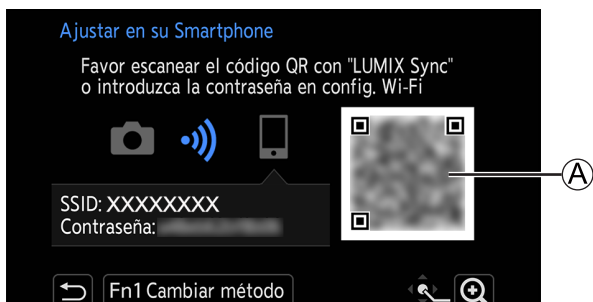 Ajustar en su Smartphone
Favor escanear el código QR con "LUMIX Sync"
o introduzca la contraseña en config. Wi-Fi
A
SSID: XXXXXXXX
Contraseña:
Fn1 Cambiar método